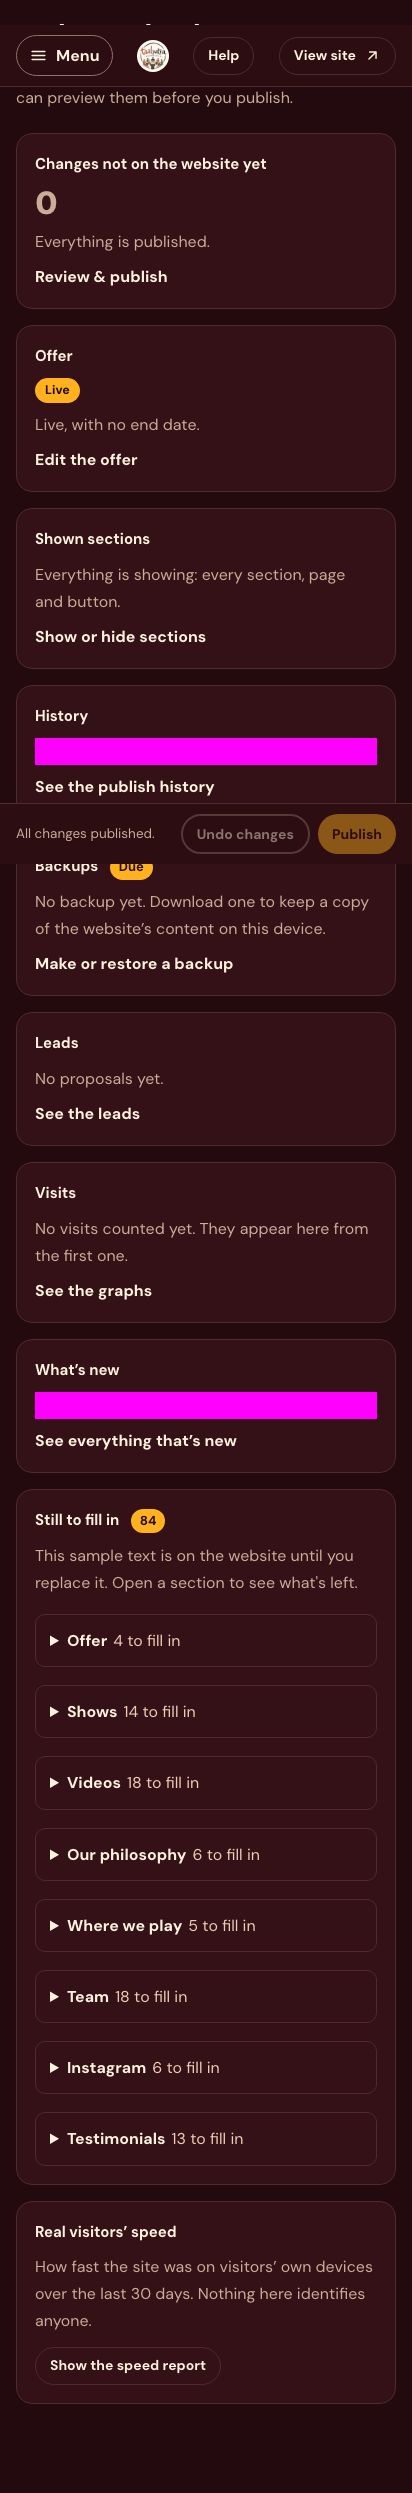 Menu
Help
View site
can preview them before you publish.
Changes not on the website yet
0
Everything is published.
Review & publish
Offer
Live
Live, with no end date.
Edit the offer
Shown sections
Everything is showing: every section, page
and button.
Show or hide sections
History
See the publish history
All changes published.
Undo changes
Publish
Backups
Due
No backup yet. Download one to keep a copy
of the website’s content on this device.
Make or restore a backup
Leads
No proposals yet.
See the leads
Visits
No visits counted yet. They appear here from
the first one.
See the graphs
What’s new
See everything that’s new
Still to fill in 84
This sample text is on the website until you
replace it. Open a section to see what's left.
Offer 4 to fill in
Shows 14 to fill in
Videos 18 to fill in
Our philosophy 6 to fill in
Where we play 5 to fill in
Team 18 to fill in
Instagram 6 to fill in
Testimonials 13 to fill in
Real visitors’ speed
How fast the site was on visitors’ own devices
over the last 30 days. Nothing here identifies
anyone.
Show the speed report